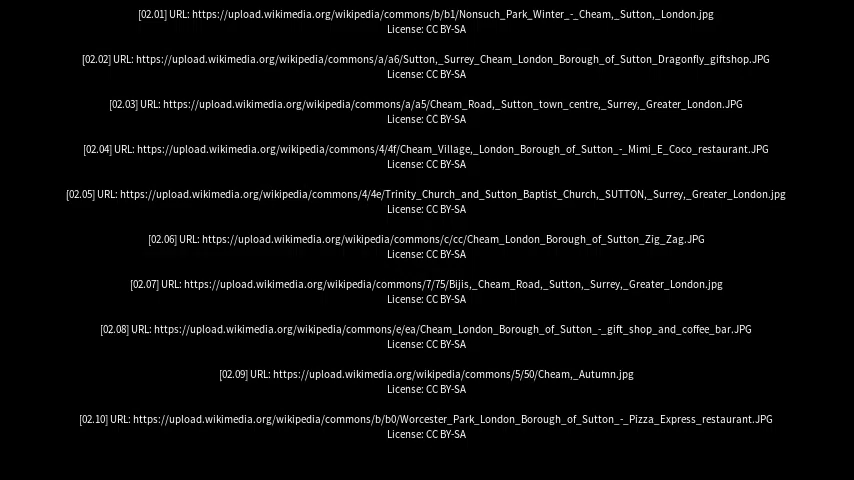 [02.01] URL: https://upload.wikimedia.org/wikipedia/commons/b/b1/Nonsuch_Park_Winter_-_Cheam,_Sutton,_London.jpg
License: CC BY-SA
[02.02] URL: https://upload.wikimedia.org/wikipedia/commons/a/a6/Sutton,_Surrey_Cheam_London_Borough_of_Sutton_Dragonfly_giftshop.JPG
License: CC BY-SA
[02.03] URL: https://upload.wikimedia.org/wikipedia/commons/a/a5/Cheam_Road,_Sutton_town_centre,_Surrey,_Greater_London.JPG
License: CC BY-SA
[02.04] URL: https://upload.wikimedia.org/wikipedia/commons/4/4f/Cheam_Village,_London_Borough_of_Sutton_-_Mimi_E_Coco_restaurant.JPG
License: CC BY-SA
[02.05] URL: https://upload.wikimedia.org/wikipedia/commons/4/4e/Trinity_Church_and_Sutton_Baptist_Church,_SUTTON,_Surrey,_Greater_London.jpg
License: CC BY-SA
[02.06] URL: https://upload.wikimedia.org/wikipedia/commons/c/cc/Cheam_London_Borough_of_Sutton_Zig_Zag.JPG
License: CC BY-SA
[02.07] URL: https://upload.wikimedia.org/wikipedia/commons/7/75/Bijis,_Cheam_Road,_Sutton,_Surrey,_Greater_London.jpg
License: CC BY-SA
[02.08] URL: https://upload.wikimedia.org/wikipedia/commons/e/ea/Cheam_London_Borough_of_Sutton_-_gift_shop_and_coffee_bar.JPG
License: CC BY-SA
[02.09] URL: https://upload.wikimedia.org/wikipedia/commons/5/50/Cheam,_Autumn.jpg
License: CC BY-SA
[02.10] URL: https://upload.wikimedia.org/wikipedia/commons/b/b0/Worcester_Park_London_Borough_of_Sutton_-_Pizza_Express_restaurant.JPG
License: CC BY-SA